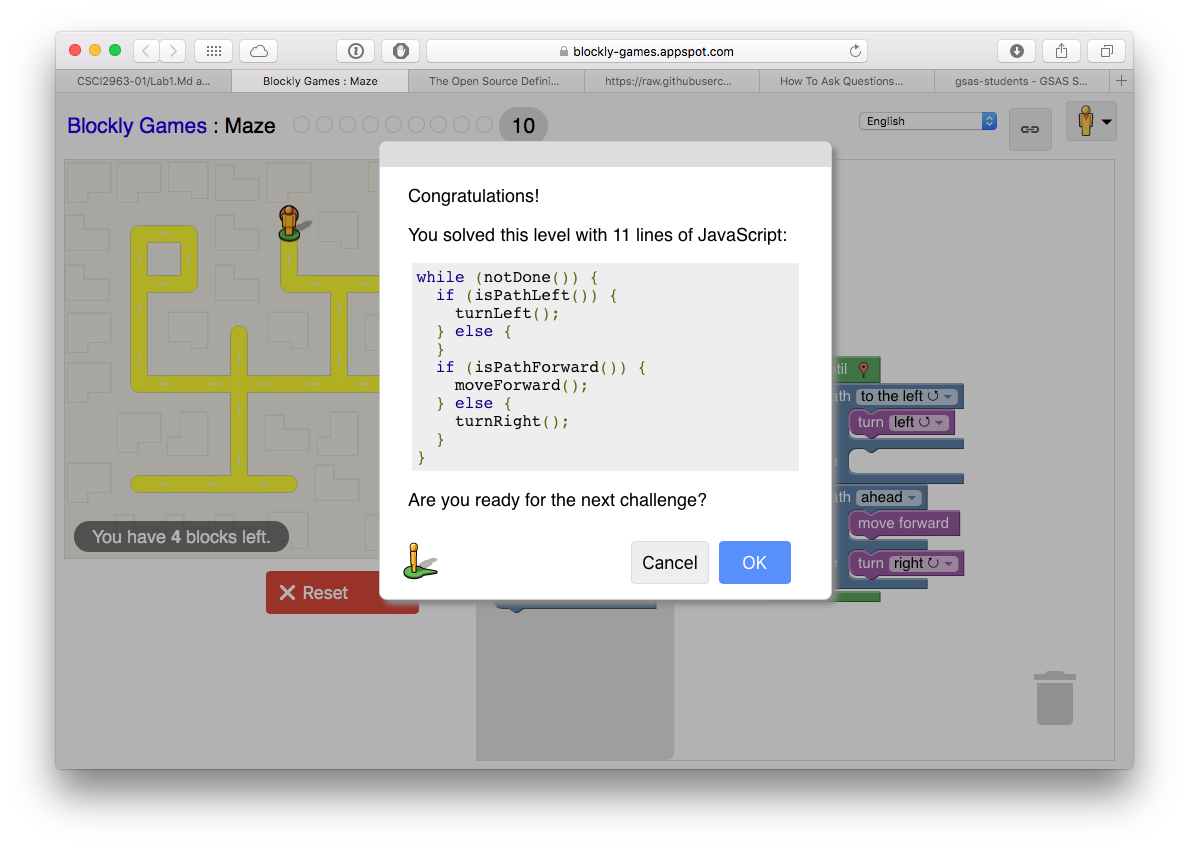 blockly-games.appspot.com
CSCI2963-01/Lab1.Md a...
Blockly Games : Maze
The Open Source Defini...
https://raw.githubuserc...
How To Ask Questions...
gsas-students - GSAS S...
Blockly Games : Maze
10
English
Congratulations!
You solved this level with 11 lines of JavaScript:
while (notDone()) {
  if (isPathLeft()) {
    turnLeft();
  } else {
  }
  if (isPathForward()) {
    moveForward();
  } else {
    turnRight();
  }
}
Are you ready for the next challenge?
Cancel
OK
You have 4 blocks left.
Reset
to the left
turn left
ahead
move forward
turn right